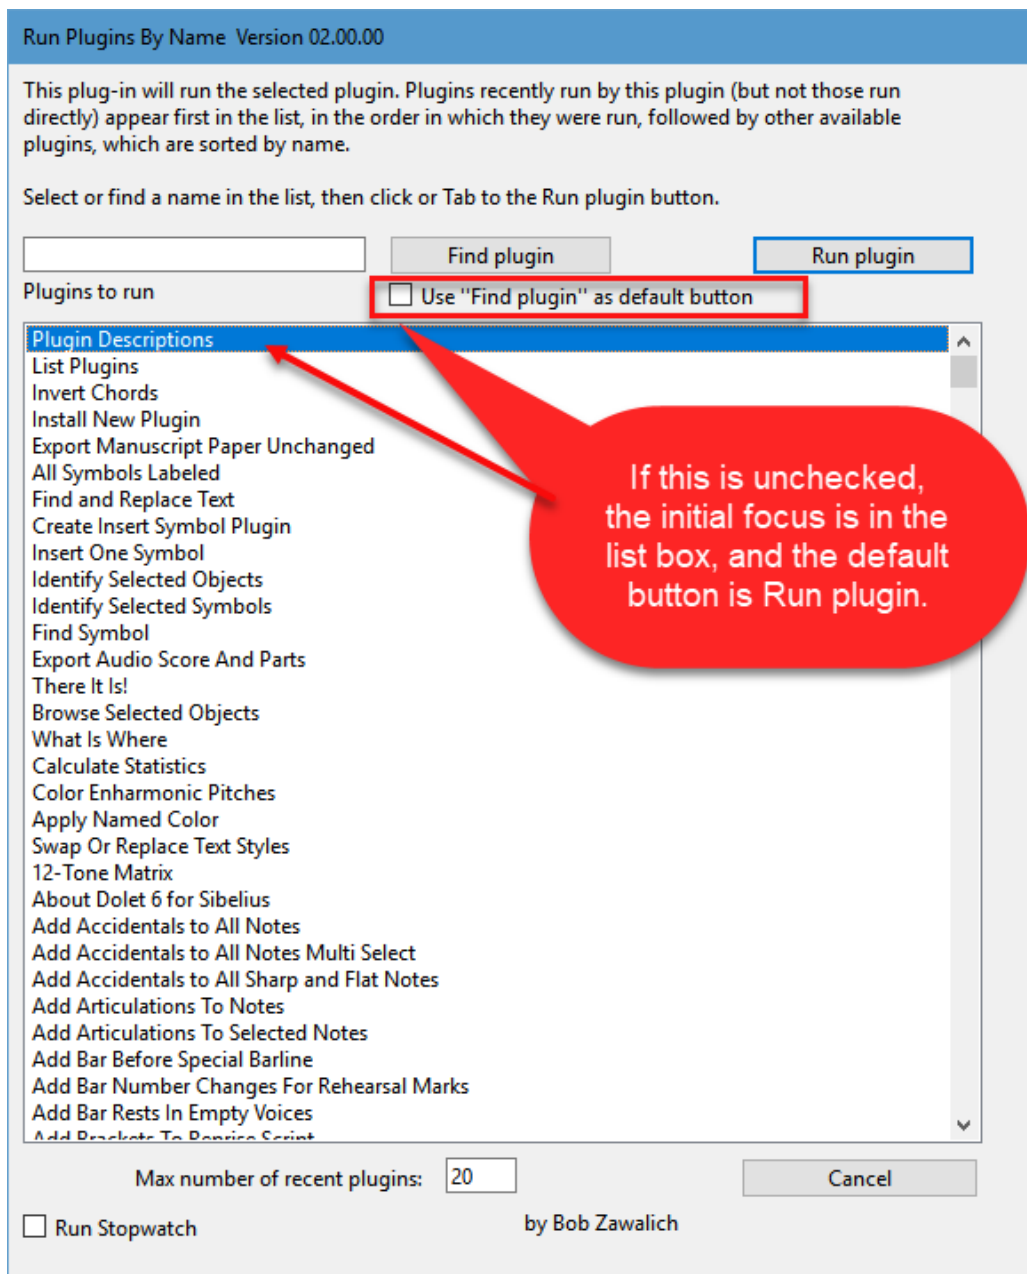 Run Plugins By Name Version 02.00.00
This plug-in will run the selected plugin. Plugins recently run by this plugin (but not those run
directly) appear first in the list, in the order in which they were run, followed by other available
plugins, which are sorted by name.
Select or find a name in the list, then click or Tab to the Run plugin button.
Find plugin
Run plugin
Plugins to run
Use "Find plugin" as default button
Plugin Descriptions
List Plugins
Invert Chords
Install New Plugin
Export Manuscript Paper Unchanged
All Symbols Labeled
Find and Replace Text
Create Insert Symbol Plugin
Insert One Symbol
Identify Selected Objects
Identify Selected Symbols
Find Symbol
Export Audio Score And Parts
There It Is!
Browse Selected Objects
What Is Where
Calculate Statistics
Color Enharmonic Pitches
Apply Named Color
Swap Or Replace Text Styles
12-Tone Matrix
About Dolet 6 for Sibelius
Add Accidentals to All Notes
Add Accidentals to All Notes Multi Select
Add Accidentals to All Sharp and Flat Notes
Add Articulations To Notes
Add Articulations To Selected Notes
Add Bar Before Special Barline
Add Bar Number Changes For Rehearsal Marks
Add Bar Rests In Empty Voices
Add Brackets To Reprise Script
If this is unchecked,
the initial focus is in the
list box, and the default
button is Run plugin.
Max number of recent plugins: 20
Cancel
Run Stopwatch
by Bob Zawalich